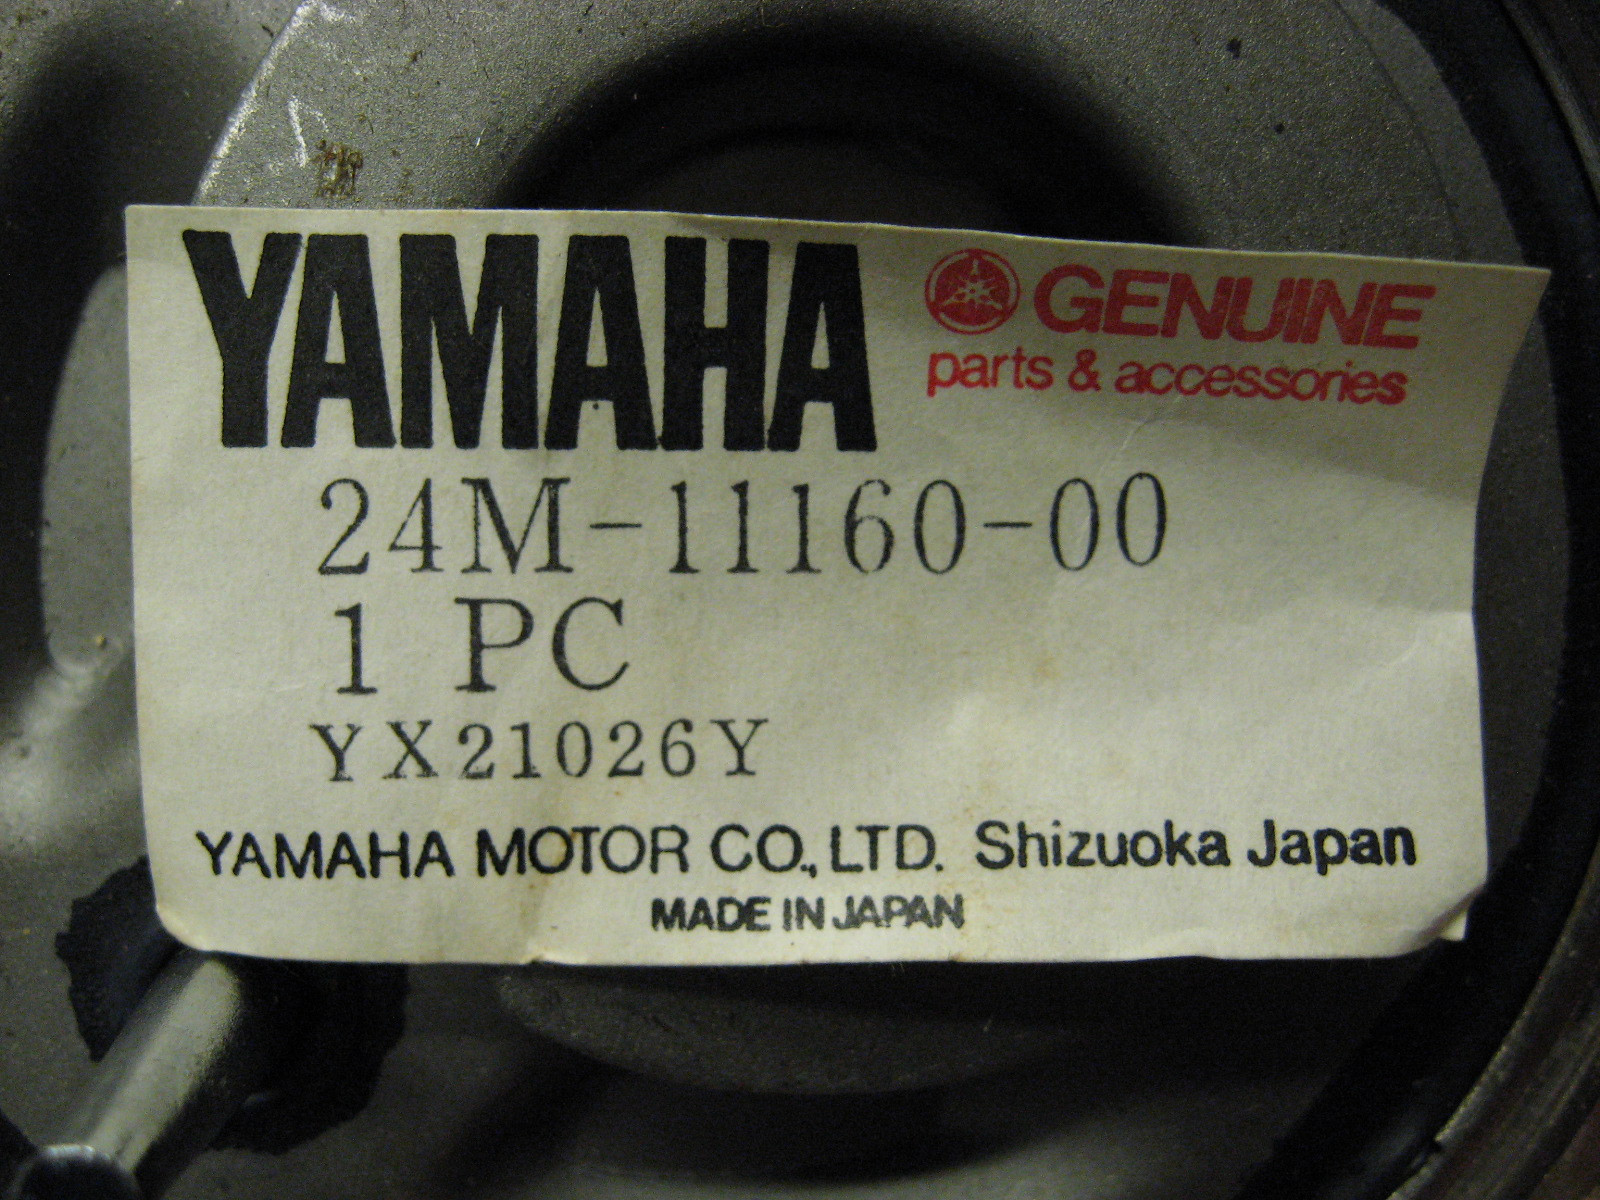 YAMAHA
GENUINE
parts & accessories
24M-11160-00
1 PC
YX21026Y
YAMAHA MOTOR CO., LTD. Shizuoka Japan
MADE IN JAPAN